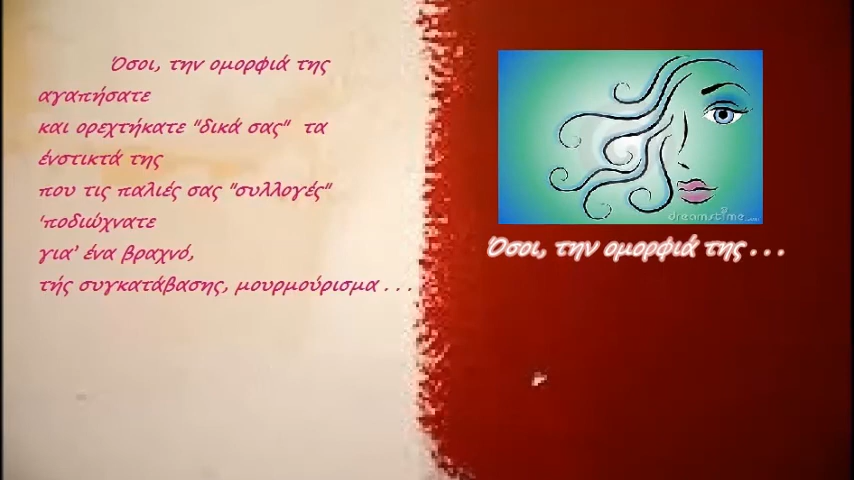 Όσοι, την ομορφιά της
αγαπήσατε
και ορεχτήκατε "δικά σας" τα
ένστικτά της
που τις παλιές σας "συλλογές"
'ποδιώχνατε
για' ένα βραχνό,
τής συγκατάβασης, μουρμούρισμα . . .
dreamstime.com
Όσοι, την ομορφιά της . . .